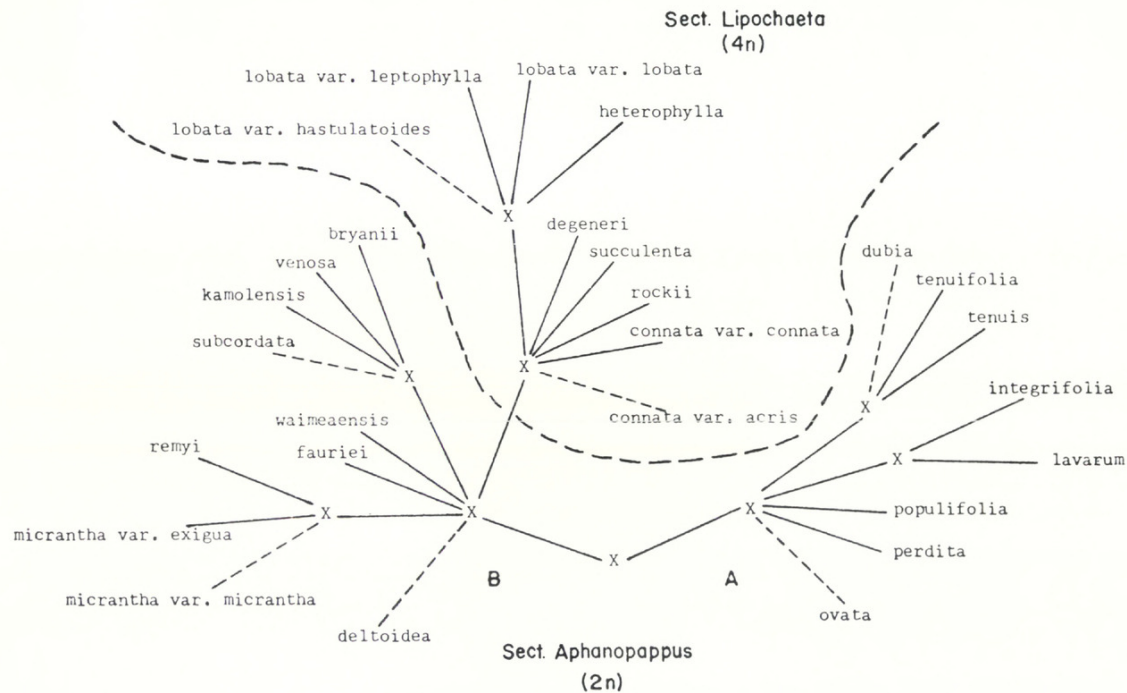 Sect. Lipochaeta
(4n)
lobata var. leptophylla
lobata var. lobata
heterophylla
lobata var. hastulatoides
X
degeneri
bryanii
succulenta
dubia
venosa
tenuifolia
kamolensis
rockii
tenuis
connata var. connata
subcordata
X
X
integrifolia
connata var. acris
X
waimeaensis
remyi
fauriei
X
lavarum
X
X
X
populifolia
micrantha var. exigua
perdita
X
B
A
micrantha var. micrantha
ovata
deltoidea
Sect. Aphanopappus
(2n)